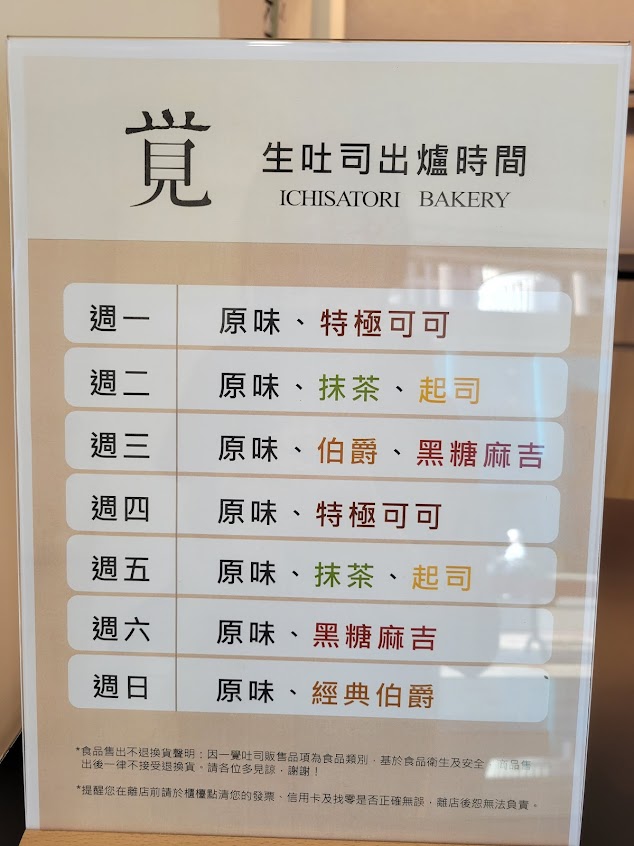 覚
生吐司出爐時間
ICHISATORI BAKERY
週一 原味、特極可可
週二 原味、抹茶、起司
週三 原味、伯爵、黑糖麻吉
週四 原味、特極可可
週五 原味、抹茶、起司
週六 原味、黑糖麻吉
週日 原味、經典伯爵
*食品售出不退換貨聲明：因一覺吐司販售品項為食品類別，基於食品衛生及安全，商品售
出後一律不接受退換貨。請各位多見諒，謝謝！
*提醒您在離店前請於櫃檯點清您的發票、信用卡及找零是否正確無誤，離店後恕無法負責。